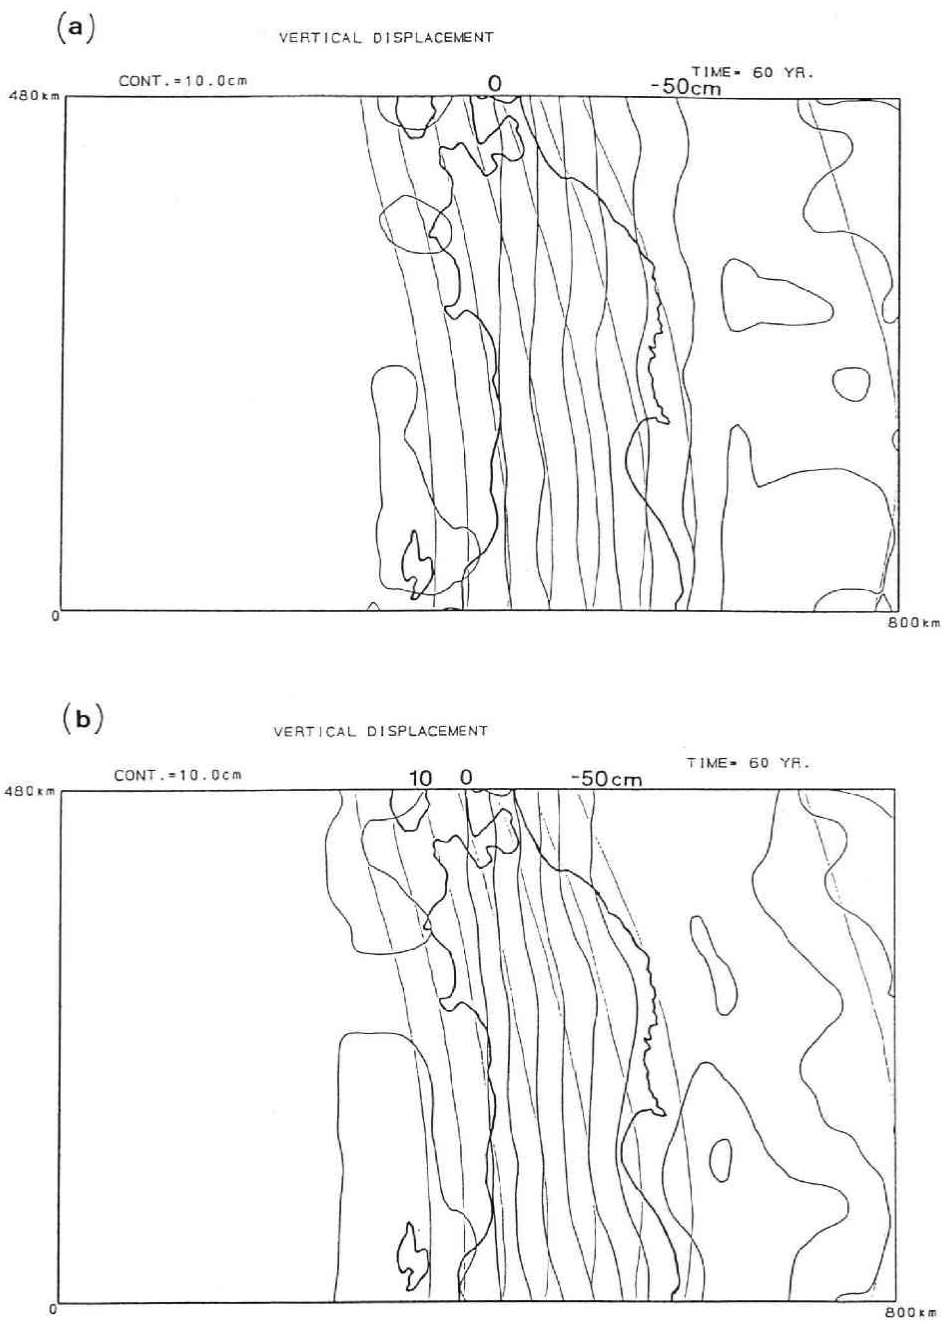 (a)
VERTICAL DISPLACEMENT
CONT.=10.0cm
0
-50cm
TIME= 60 YR.
480km
0
800km
(b)
VERTICAL DISPLACEMENT
CONT.=10.0cm
10
0
-50cm
TIME= 60 YR.
480km
0
800km